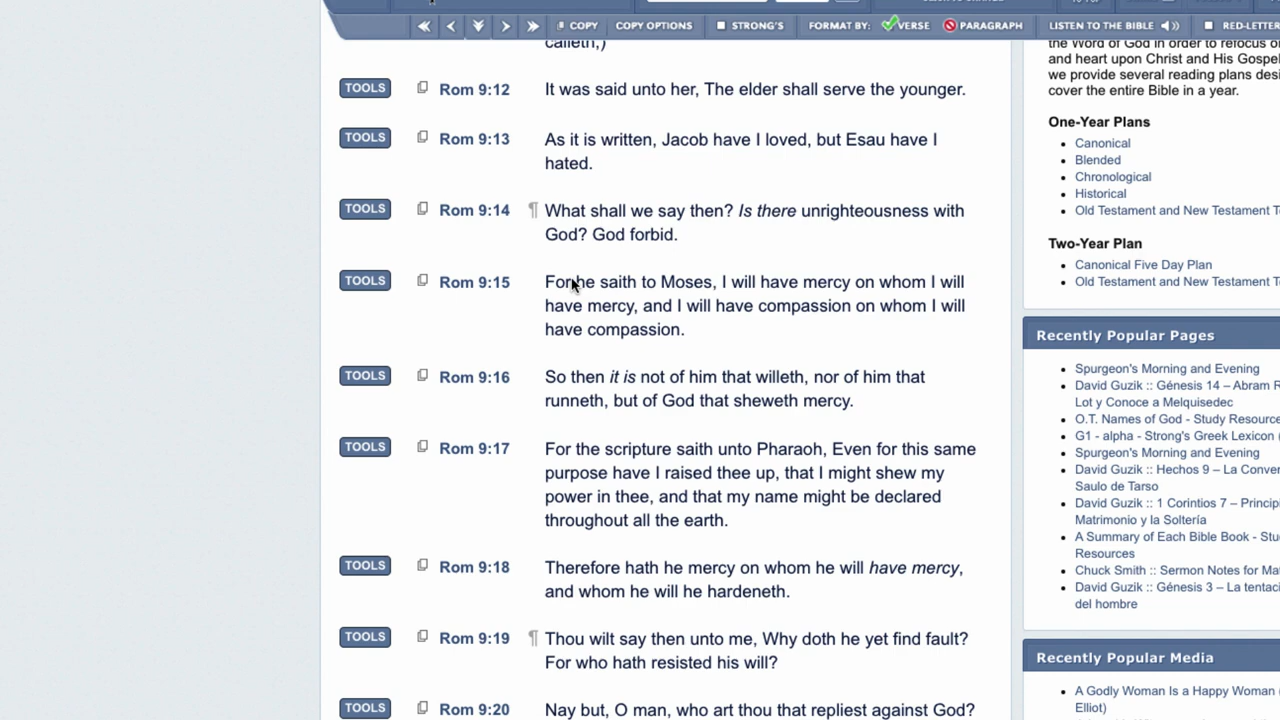 COPY COPY OPTIONS STRONG'S FORMAT BY: VERSE PARAGRAPH LISTEN TO THE BIBLE RED-LETTER
calleth,)
TOOLS Rom 9:12 It was said unto her, The elder shall serve the younger.
TOOLS Rom 9:13 As it is written, Jacob have I loved, but Esau have I
hated.
TOOLS Rom 9:14 ¶ What shall we say then? Is there unrighteousness with
God? God forbid.
TOOLS Rom 9:15 For he saith to Moses, I will have mercy on whom I will
have mercy, and I will have compassion on whom I will
have compassion.
TOOLS Rom 9:16 So then it is not of him that willeth, nor of him that
runneth, but of God that sheweth mercy.
TOOLS Rom 9:17 For the scripture saith unto Pharaoh, Even for this same
purpose have I raised thee up, that I might shew my
power in thee, and that my name might be declared
throughout all the earth.
TOOLS Rom 9:18 Therefore hath he mercy on whom he will have mercy,
and whom he will he hardeneth.
TOOLS Rom 9:19 ¶ Thou wilt say then unto me, Why doth he yet find fault?
For who hath resisted his will?
TOOLS Rom 9:20 Nay but, O man, who art thou that repliest against God?
the Word of God in order to refocus
and heart upon Christ and His Gospe
we provide several reading plans desi
cover the entire Bible in a year.
One-Year Plans
Canonical
Blended
Chronological
Historical
Old Testament and New Testament T
Two-Year Plan
Canonical Five Day Plan
Old Testament and New Testament T
Recently Popular Pages
Spurgeon's Morning and Evening
David Guzik :: Génesis 14 – Abram R
Lot y Conoce a Melquisedec
O.T. Names of God - Study Resource
G1 - alpha - Strong's Greek Lexicon (
Spurgeon's Morning and Evening
David Guzik :: Hechos 9 – La Conver
Saulo de Tarso
David Guzik :: 1 Corintios 7 – Princip
Matrimonio y la Soltería
A Summary of Each Bible Book - Stu
Resources
Chuck Smith :: Sermon Notes for Ma
David Guzik :: Génesis 3 – La tenta
del hombre
Recently Popular Media
A Godly Woman Is a Happy Woman (
Elliot)